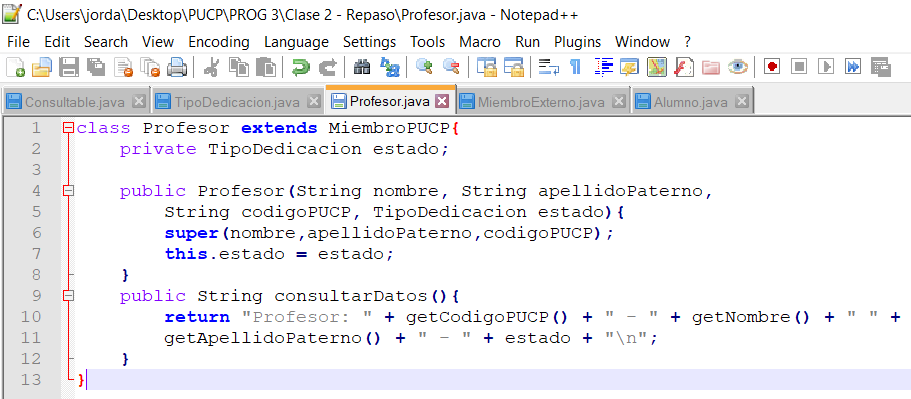 C:\Users\jorda\Desktop\PUCP\PROG 3\Clase 2 - Repaso\Profesor.java - Notepad++
File Edit Search View Encoding Language Settings Tools Macro Run Plugins Window ?
Consultable.java TipoDedicacion.java Profesor.java MiembroExterno.java Alumno.java
1 class Profesor extends MiembroPUCP{
2     private TipoDedicacion estado;
3
4     public Profesor(String nombre, String apellidoPaterno,
5         String codigoPUCP, TipoDedicacion estado){
6         super(nombre,apellidoPaterno,codigoPUCP);
7         this.estado = estado;
8     }
9     public String consultarDatos(){
10         return "Profesor: " + getCodigoPUCP() + " - " + getNombre() + " " +
11         getApellidoPaterno() + " - " + estado + "\n";
12     }
13 }